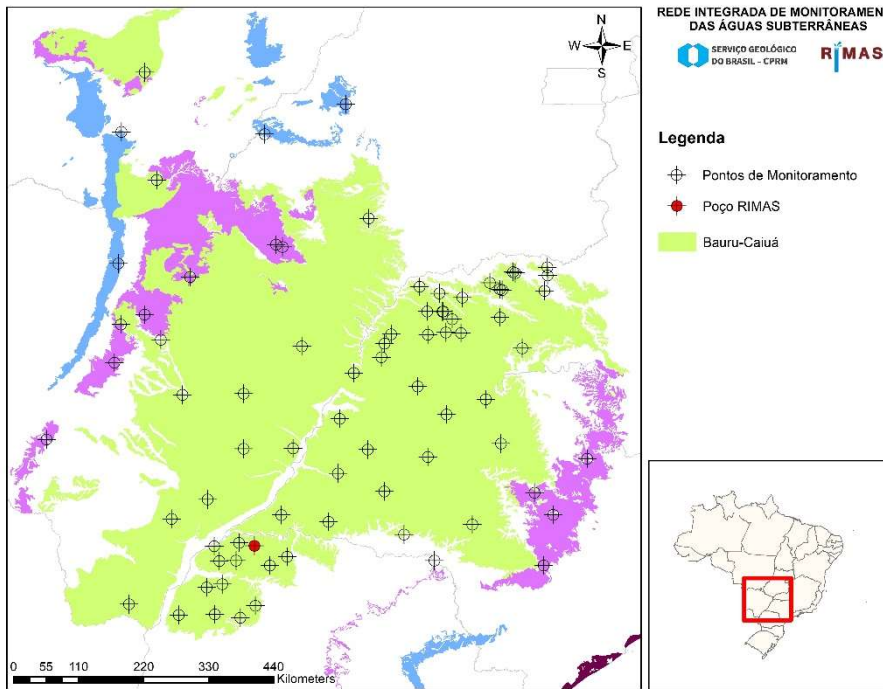 REDE INTEGRADA DE MONITORAMEN
DAS ÁGUAS SUBTERRÂNEAS
SERVIÇO GEOLÓGICO
DO BRASIL – CPRM
RIMAS
N
W E
S
Legenda
Pontos de Monitoramento
Poço RIMAS
Bauru-Caiuá
0 55 110 220 330 440
Kilometers